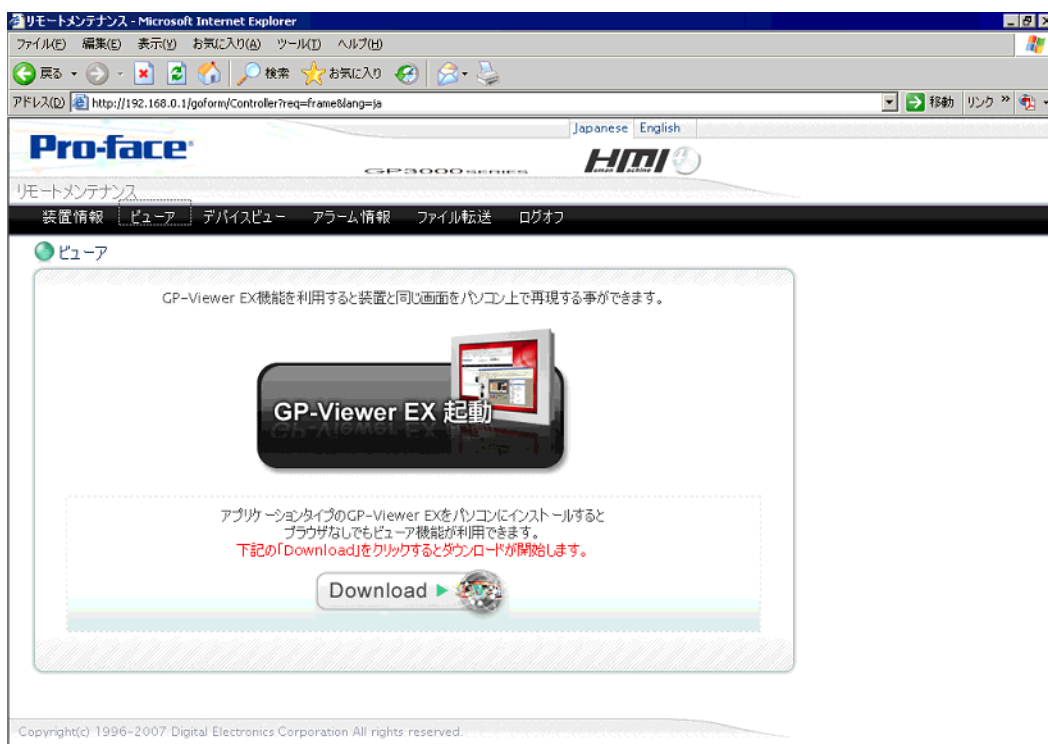 リモートメンテナンス - Microsoft Internet Explorer
ファイル(F) 編集(E) 表示(V) お気に入り(A) ツール(T) ヘルプ(H)
戻る 検索 お気に入り
アドレス(D) http://192.168.0.1/goform/Controller?req=frame&lang=ja 移動 リンク »
Japanese English
Pro-face
GP3000 SERIES
HMI
human machine
リモートメンテナンス
装置情報 ビューア デバイスビュー アラーム情報 ファイル転送 ログオフ
ビューア
GP-Viewer EX機能を利用すると装置と同じ画面をパソコン上で再現する事ができます。
GP-Viewer EX 起動
アプリケーションタイプのGP-Viewer EXをパソコンにインストールすると
ブラウザなしでもビューア機能が利用できます。
下記の「Download」をクリックするとダウンロードが開始します。
Download
Copyright(c) 1996-2007 Digital Electronics Corporation All rights reserved.